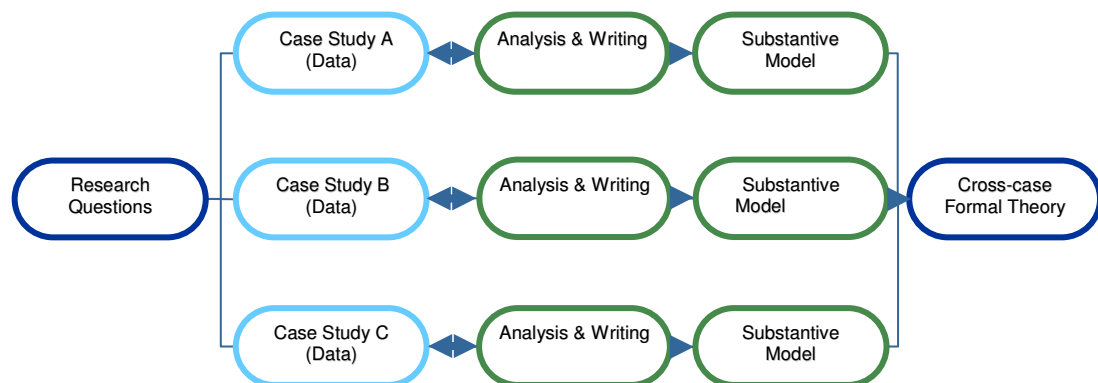 Case Study A
(Data)
Analysis & Writing
Substantive
Model
Research
Questions
Case Study B
(Data)
Analysis & Writing
Substantive
Model
Cross-case
Formal Theory
Case Study C
(Data)
Analysis & Writing
Substantive
Model